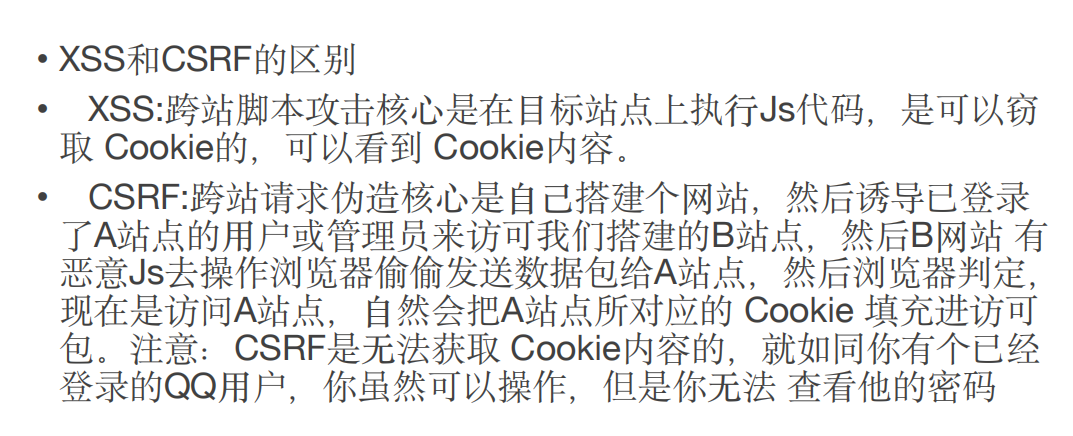 • XSS和CSRF的区别
• XSS:跨站脚本攻击核心是在目标站点上执行Js代码，是可以窃
取 Cookie的，可以看到 Cookie内容。
• CSRF:跨站请求伪造核心是自己搭建个网站，然后诱导已登录
了A站点的用户或管理员来访可我们搭建的B站点，然后B网站 有
恶意Js去操作浏览器偷偷发送数据包给A站点，然后浏览器判定，
现在是访问A站点，自然会把A站点所对应的 Cookie 填充进访可
包。注意：CSRF是无法获取 Cookie内容的，就如同你有个已经
登录的QQ用户，你虽然可以操作，但是你无法 查看他的密码